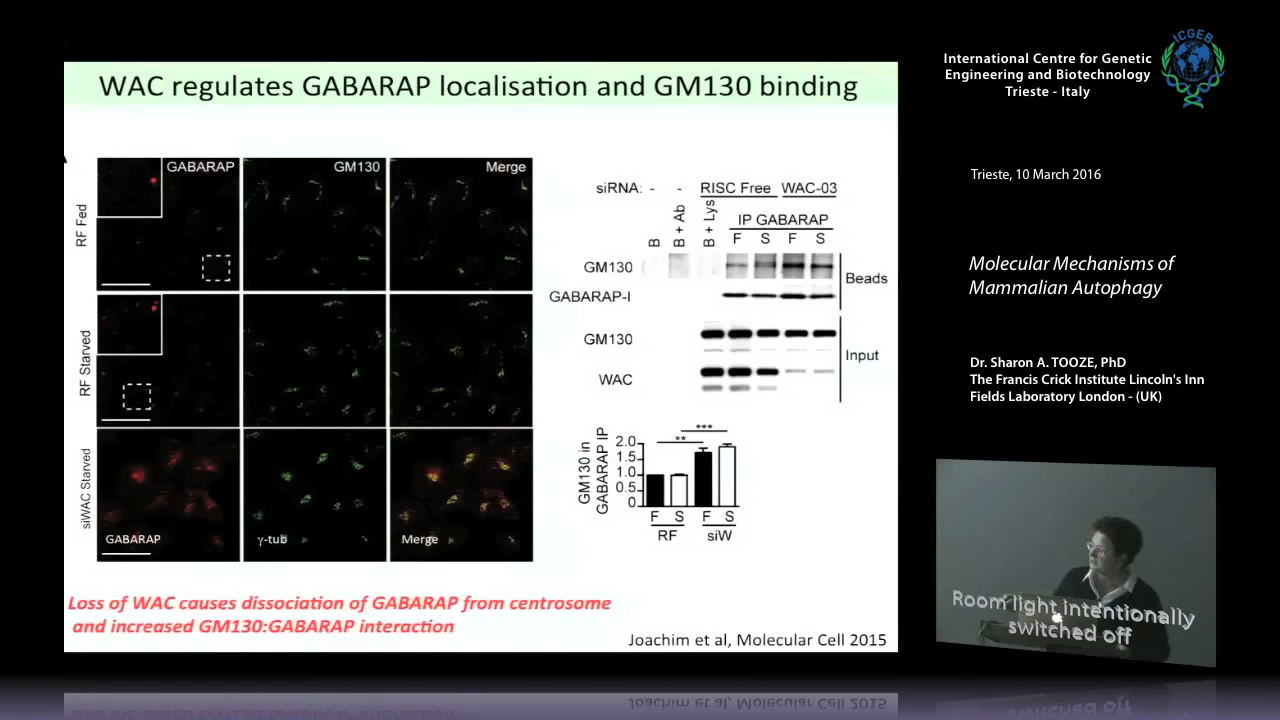 WAC regulates GABARAP localisation and GM130 binding
GABARAP
GM130
Merge
RF Fed
RF Starved
siWAC Starved
GABARAP
γ-tub
Merge
siRNA: - - RISC Free WAC-03
B
B + Ab
B + Lys
IP GABARAP
F S F S
GM130
GABARAP-I
Beads
GM130
WAC
Input
GM130 in
GABARAP IP
2.0
1.5
1.0
0.5
0
**
***
F S F S
RF siW
Loss of WAC causes dissociation of GABARAP from centrosome
and increased GM130:GABARAP interaction
Joachim et al, Molecular Cell 2015
International Centre for Genetic
Engineering and Biotechnology
Trieste - Italy
ICGEB
Trieste, 10 March 2016
Molecular Mechanisms of
Mammalian Autophagy
Dr. Sharon A. TOOZE, PhD
The Francis Crick Institute Lincoln's Inn
Fields Laboratory London - (UK)
Room light intentionally
switched off